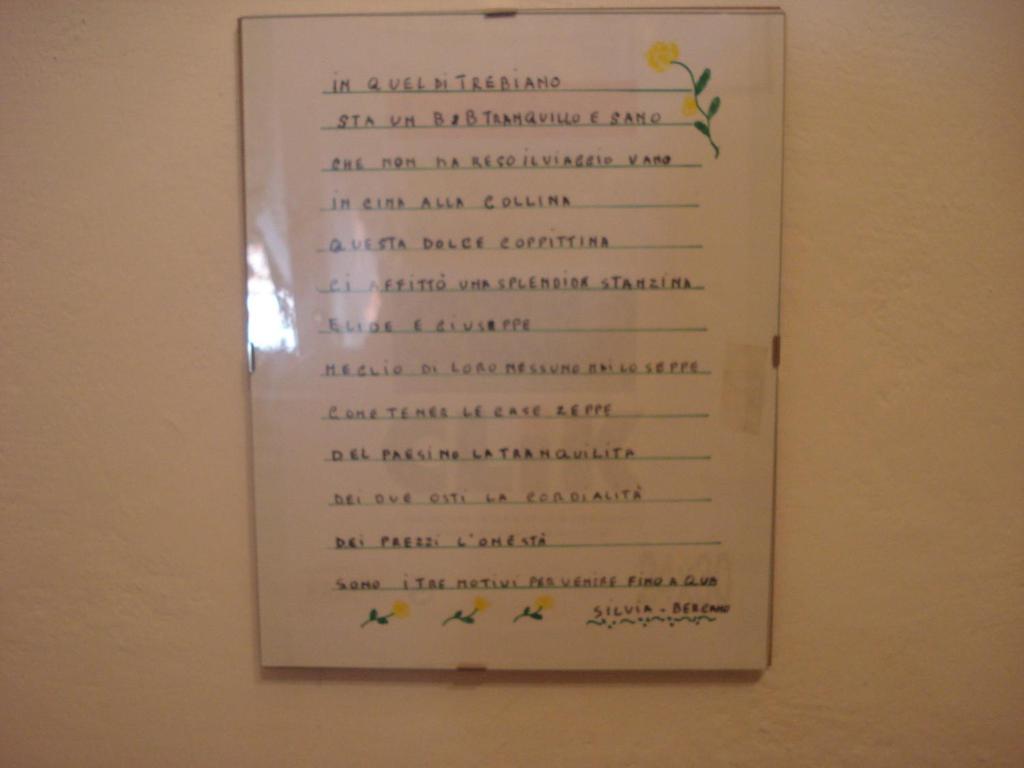 IN QUEL DI TREBIANO
STA UN B&B TRANQUILLO E SANO
CHE NON HA RESO IL VIAGGIO VANO
IN CIMA ALLA COLLINA
QUESTA DOLCE COPPITTINA
CI AFFITTÒ UNA SPLENDIDA STANZINA
ELIDE E GIUSEPPE
MEGLIO DI LORO NESSUNO MAI LO SEPPE
COME TENER LE CASE ZEPPE
DEL PAESINO LA TRANQUILITA
DEI DUE OSTI LA CORDIALITÀ
DEI PREZZI L'ONESTÀ
SONO I TRE MOTIVI PER VENIRE FINO A QUA
SILVIA - BERGAMO